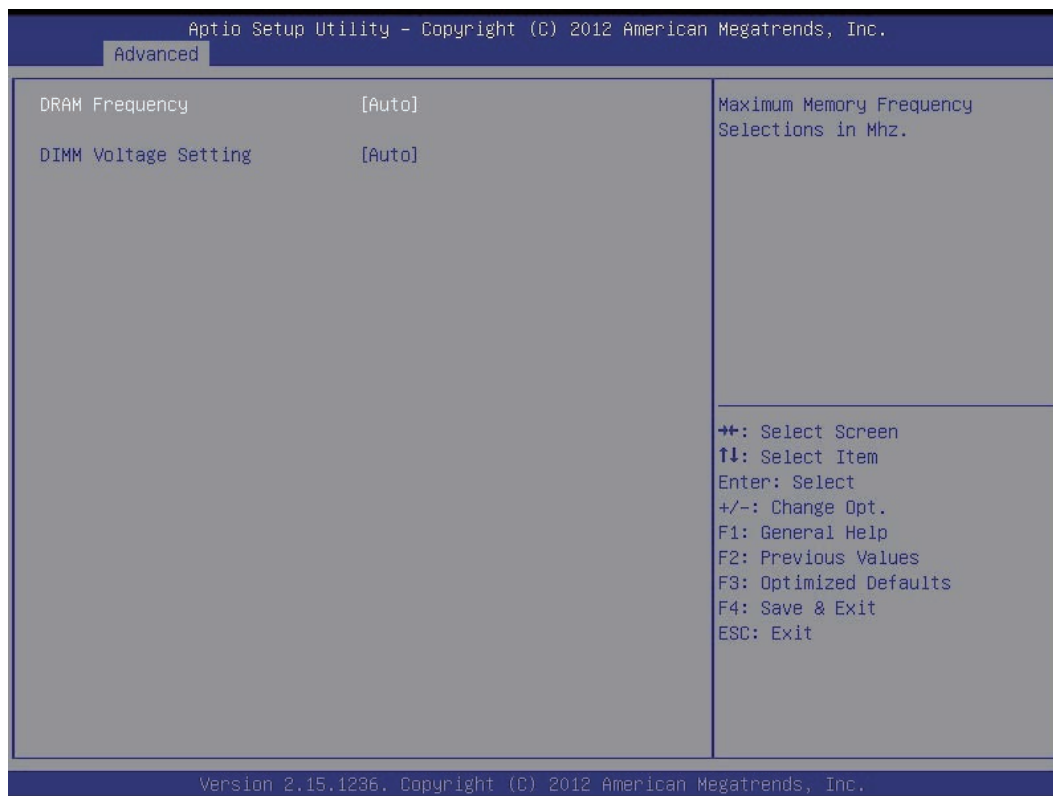 Aptio Setup Utility – Copyright (C) 2012 American Megatrends, Inc.
Advanced
DRAM Frequency [Auto]
DIMM Voltage Setting [Auto]
Maximum Memory Frequency
Selections in Mhz.
→←: Select Screen
↑↓: Select Item
Enter: Select
+/-: Change Opt.
F1: General Help
F2: Previous Values
F3: Optimized Defaults
F4: Save & Exit
ESC: Exit
Version 2.15.1236. Copyright (C) 2012 American Megatrends, Inc.